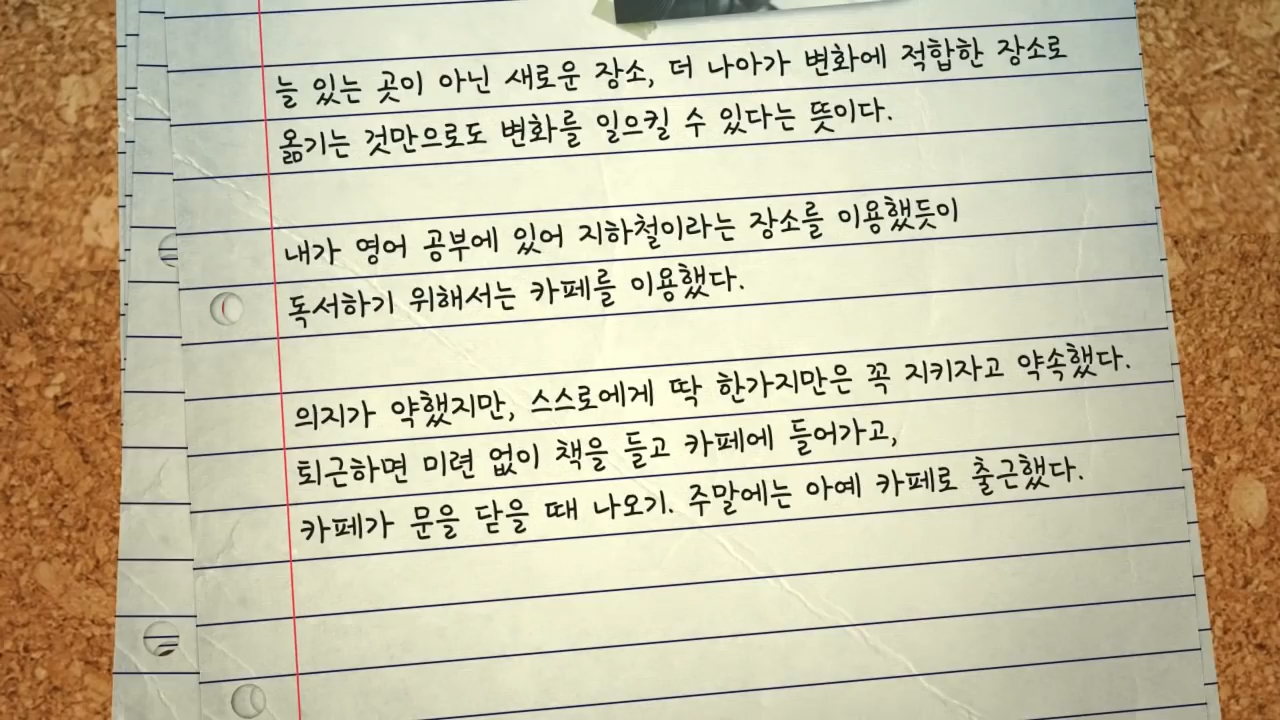 늘 있는 곳이 아닌 새로운 장소, 더 나아가 변화에 적합한 장소로
옮기는 것만으로도 변화를 일으킬 수 있다는 뜻이다.
내가 영어 공부에 있어 지하철이라는 장소를 이용했듯이
독서하기 위해서는 카페를 이용했다.
의지가 약했지만, 스스로에게 딱 한가지만은 꼭 지키자고 약속했다.
퇴근하면 미련 없이 책을 들고 카페에 들어가고,
카페가 문을 닫을 때 나오기. 주말에는 아예 카페로 출근했다.